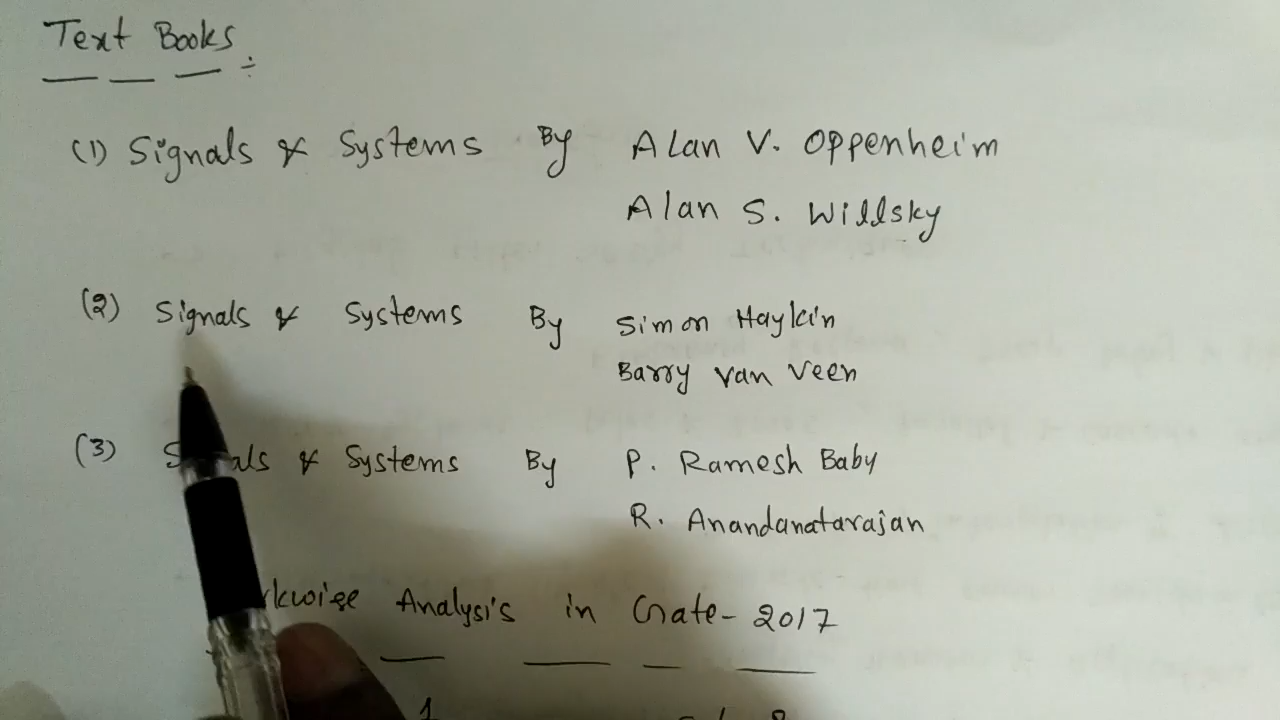 Text Books :
(1) Signals & Systems By Alan V. Oppenheim
Alan S. Willsky
(2) Signals & Systems By Simon Haykin
Barry Van Veen
(3) Systems By P. Ramesh Baby
R. Anandanatarajan
Analysis in Gate - 2017
1